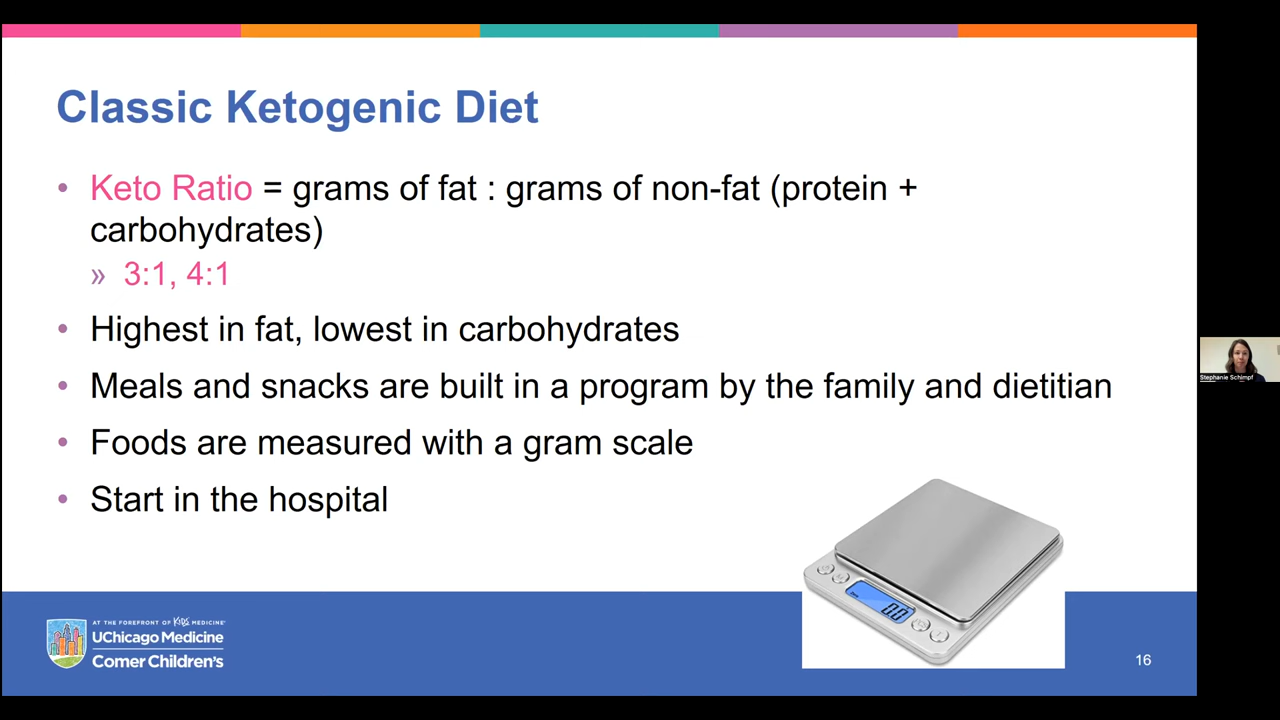 Classic Ketogenic Diet
• Keto Ratio = grams of fat : grams of non-fat (protein +
carbohydrates)
» 3:1, 4:1
• Highest in fat, lowest in carbohydrates
• Meals and snacks are built in a program by the family and dietitian
• Foods are measured with a gram scale
• Start in the hospital
0.0
Stephanie Schimpf
AT THE FOREFRONT OF KIDS MEDICINE®
UChicago Medicine
Comer Children's
16